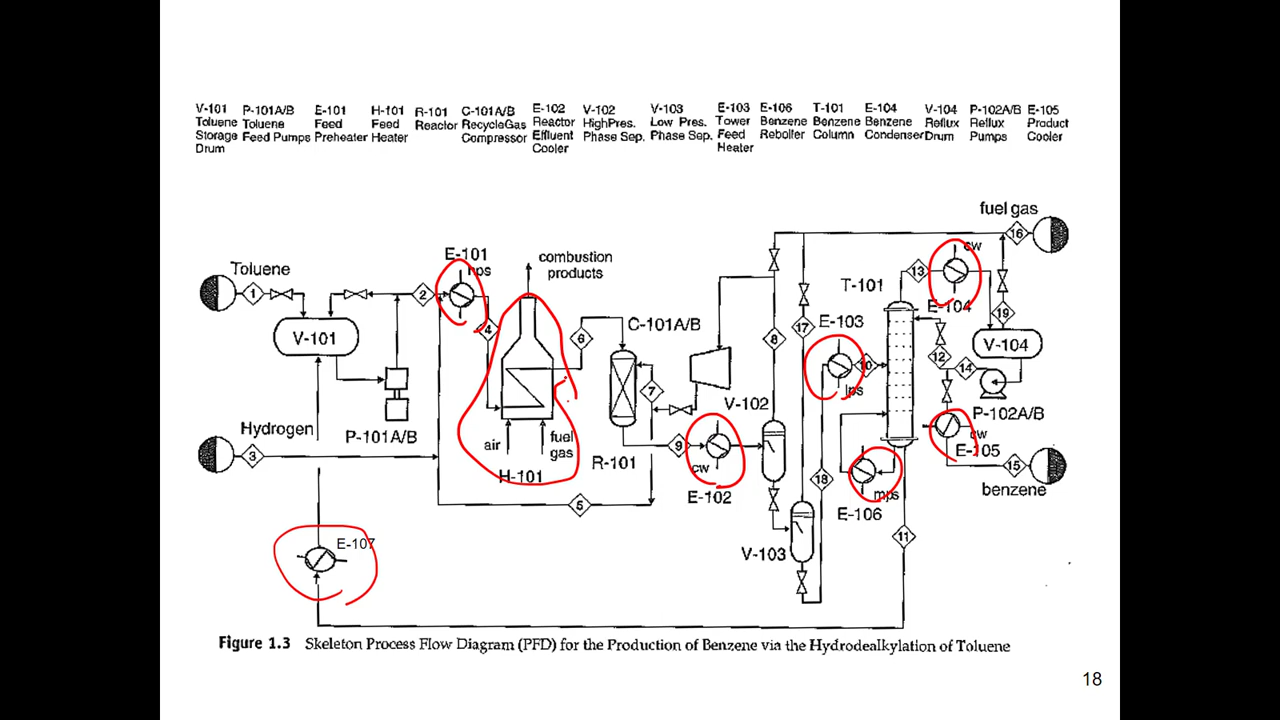 V-101 P-101A/B E-101 H-101 R-101 C-101A/B E-102 V-102 V-103 E-103 E-106 T-101 E-104 V-104 P-102A/B E-105
Toluene Toluene Feed Feed Reactor RecycleGas Reactor HighPres. Low Pres. Tower Benzene Benzene Benzene Reflux Reflux Product
Storage Feed Pumps Preheater Heater Compressor Effluent Phase Sep. Phase Sep. Feed Reboiler Column Condenser Drum Pumps Cooler
Drum Cooler Heater
fuel gas
16
E-101
hps
combustion
products
Toluene
1
2
4
V-101
P-101A/B
Hydrogen
3
air
fuel
gas
H-101
6
C-101A/B
7
R-101
9
cw
E-102
5
V-102
8
17
V-103
18
E-103
10
lps
T-101
13
cw
E-104
19
V-104
12
14
P-102A/B
cw
E-105
15
benzene
mps
E-106
11
E-107
Figure 1.3 Skeleton Process Flow Diagram (PFD) for the Production of Benzene via the Hydrodealkylation of Toluene
18